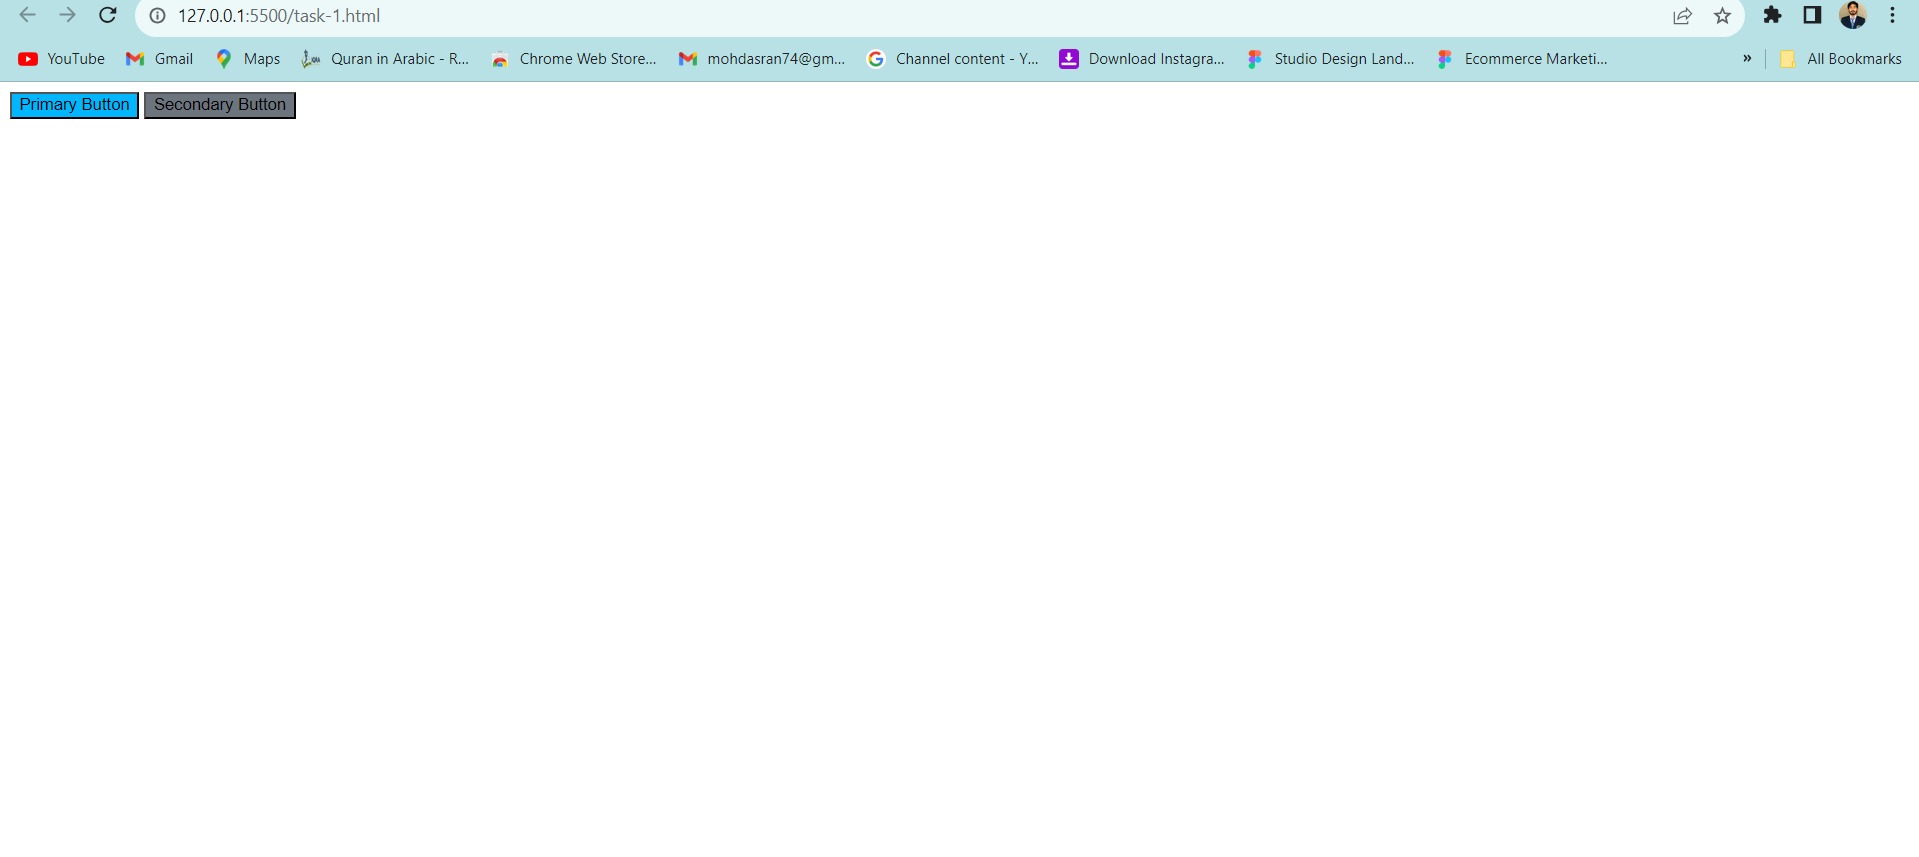 127.0.0.1:5500/task-1.html
YouTube Gmail Maps Quran in Arabic - R... Chrome Web Store... mohdasran74@gm... Channel content - Y... Download Instagra... Studio Design Land... Ecommerce Marketi... » All Bookmarks
Primary Button Secondary Button